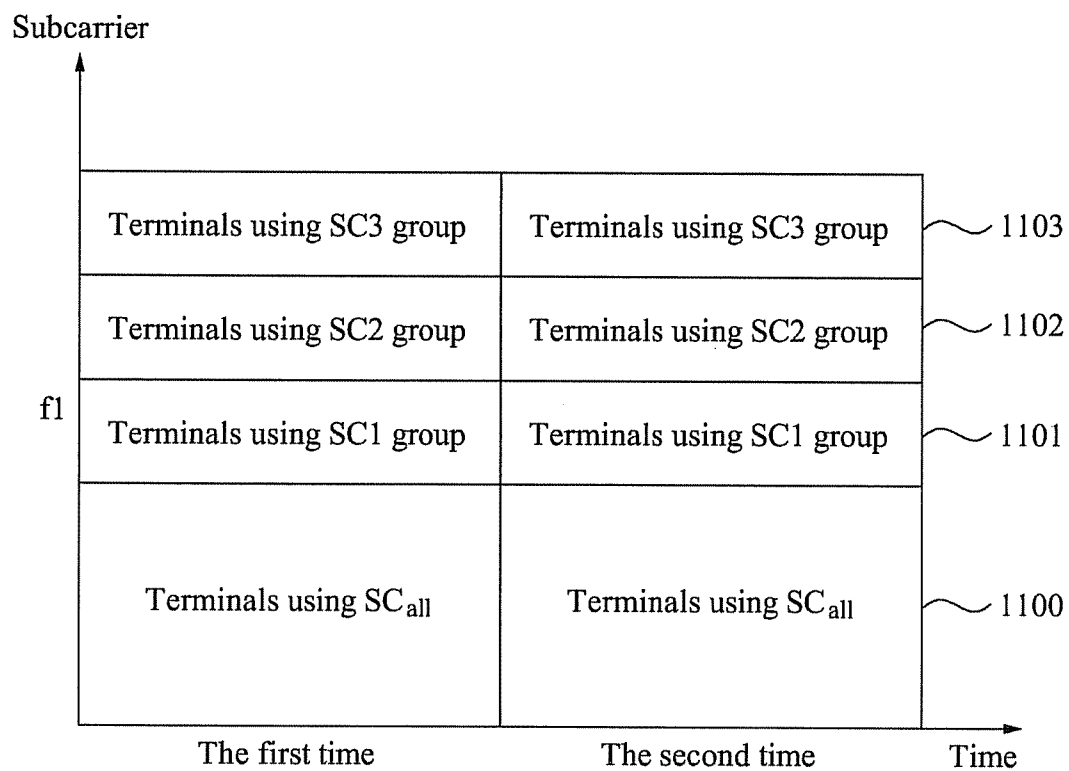 Subcarrier
Terminals using SC3 group
Terminals using SC3 group
1103
Terminals using SC2 group
Terminals using SC2 group
1102
f1
Terminals using SC1 group
Terminals using SC1 group
1101
Terminals using SCall
Terminals using SCall
1100
The first time
The second time
Time